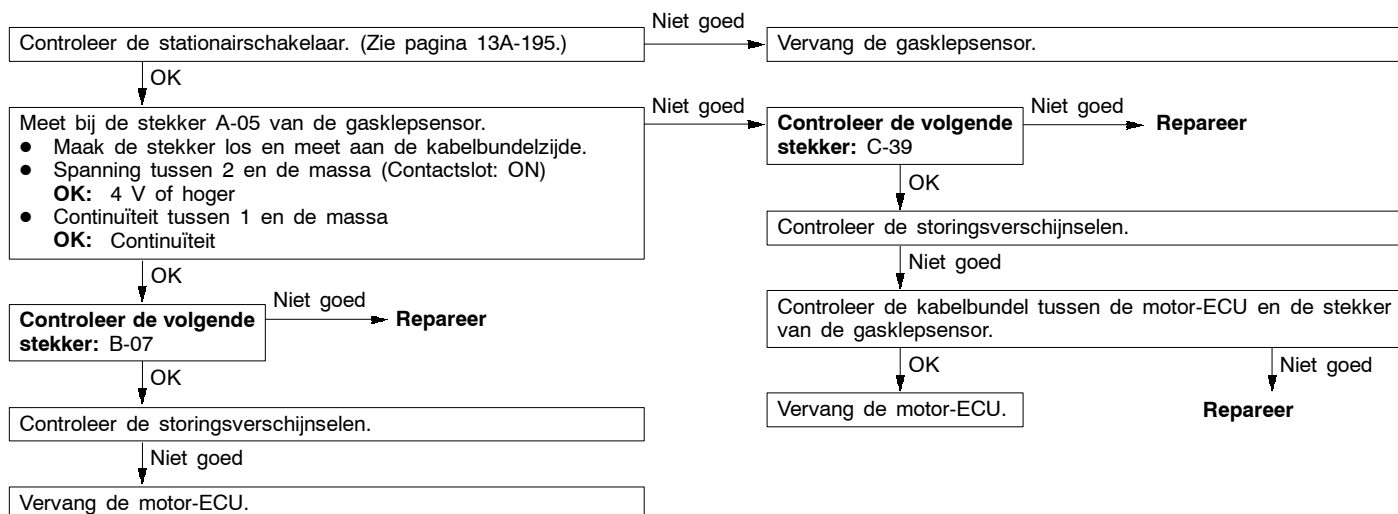 Niet goed
Controleer de stationairschakelaar. (Zie pagina 13A-195.)
Vervang de gasklepsensor.
OK
Meet bij de stekker A-05 van de gasklepsensor.
● Maak de stekker los en meet aan de kabelbundelzijde.
● Spanning tussen 2 en de massa (Contactslot: ON)
OK: 4 V of hoger
● Continuïteit tussen 1 en de massa
OK: Continuïteit
Niet goed
Controleer de volgende
stekker: C-39
Niet goed
Repareer
OK
Controleer de storingsverschijnselen.
Niet goed
Controleer de kabelbundel tussen de motor-ECU en de stekker
van de gasklepsensor.
OK
Niet goed
Vervang de motor-ECU.
Repareer
OK
Controleer de volgende
stekker: B-07
Niet goed
Repareer
OK
Controleer de storingsverschijnselen.
Niet goed
Vervang de motor-ECU.